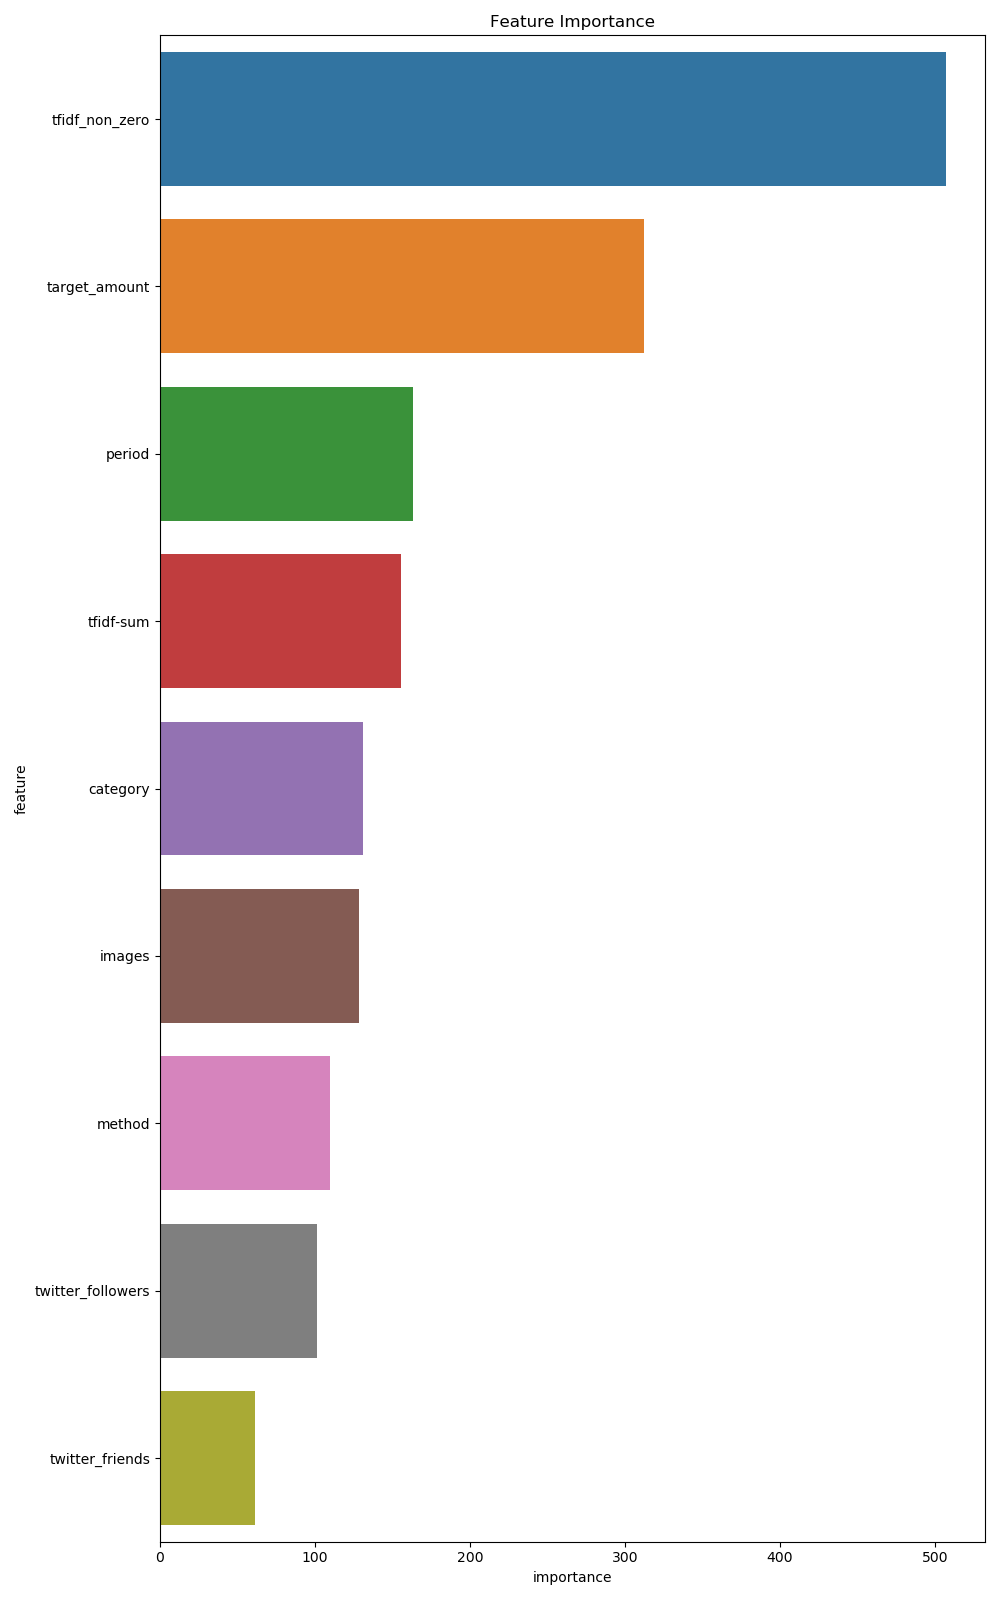 Feature Importance
tfidf_non_zero
target_amount
period
tfidf-sum
category
images
method
twitter_followers
twitter_friends
feature
0 100 200 300 400 500
importance